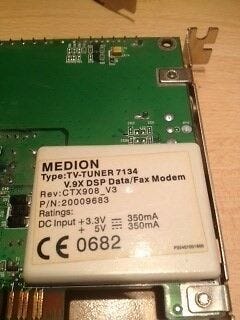 MEDION
Type:TV-TUNER 7134
V.9X DSP Data/Fax Modem
Rev:CTX908_V3
P/N:20009683
Ratings:
DC Input +3.3V ⎓ 350mA
+ 5V ⎓ 350mA
CE 0682